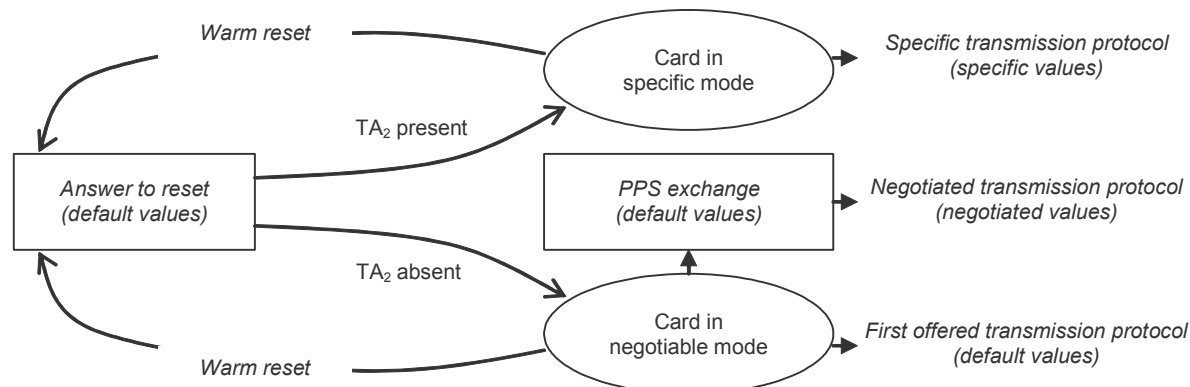 Warm reset
Card in
specific mode
Specific transmission protocol
(specific values)
TA₂ present
Answer to reset
(default values)
PPS exchange
(default values)
Negotiated transmission protocol
(negotiated values)
TA₂ absent
Card in
negotiable mode
First offered transmission protocol
(default values)
Warm reset